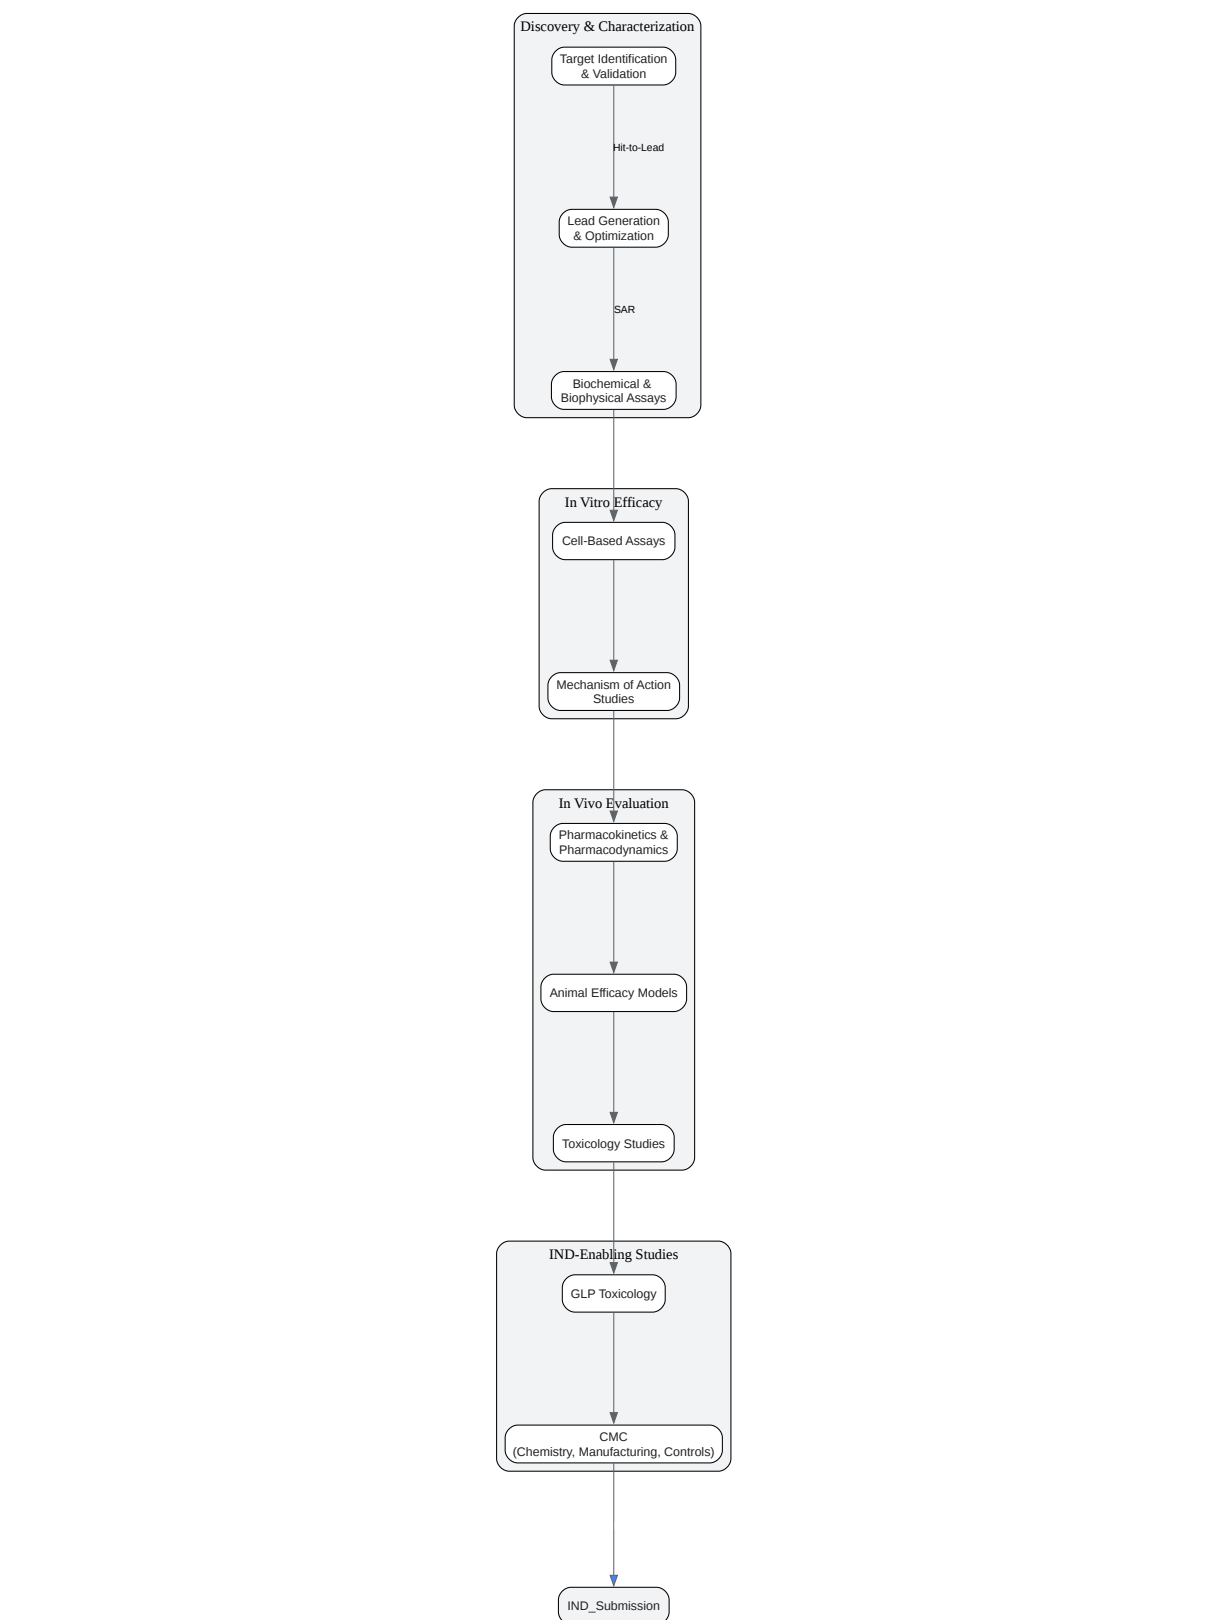 Discovery & Characterization
Target Identification
& Validation
Hit-to-Lead
Lead Generation
& Optimization
SAR
Biochemical &
Biophysical Assays
In Vitro Efficacy
Cell-Based Assays
Mechanism of Action
Studies
In Vivo Evaluation
Pharmacokinetics &
Pharmacodynamics
Animal Efficacy Models
Toxicology Studies
IND-Enabling Studies
GLP Toxicology
CMC
(Chemistry, Manufacturing, Controls)
IND_Submission